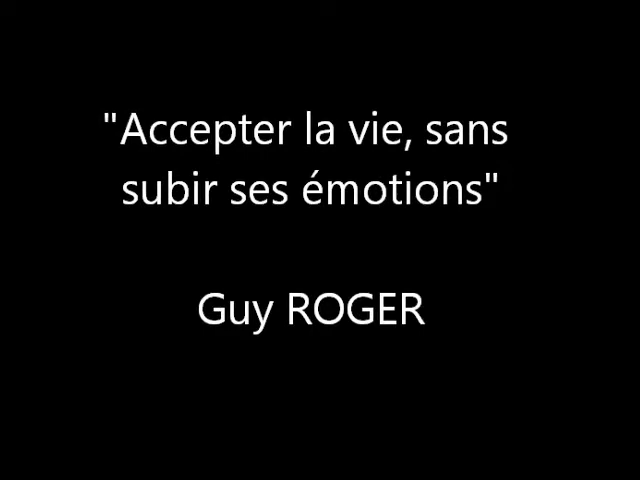 "Accepter la vie, sans
subir ses émotions"
Guy ROGER